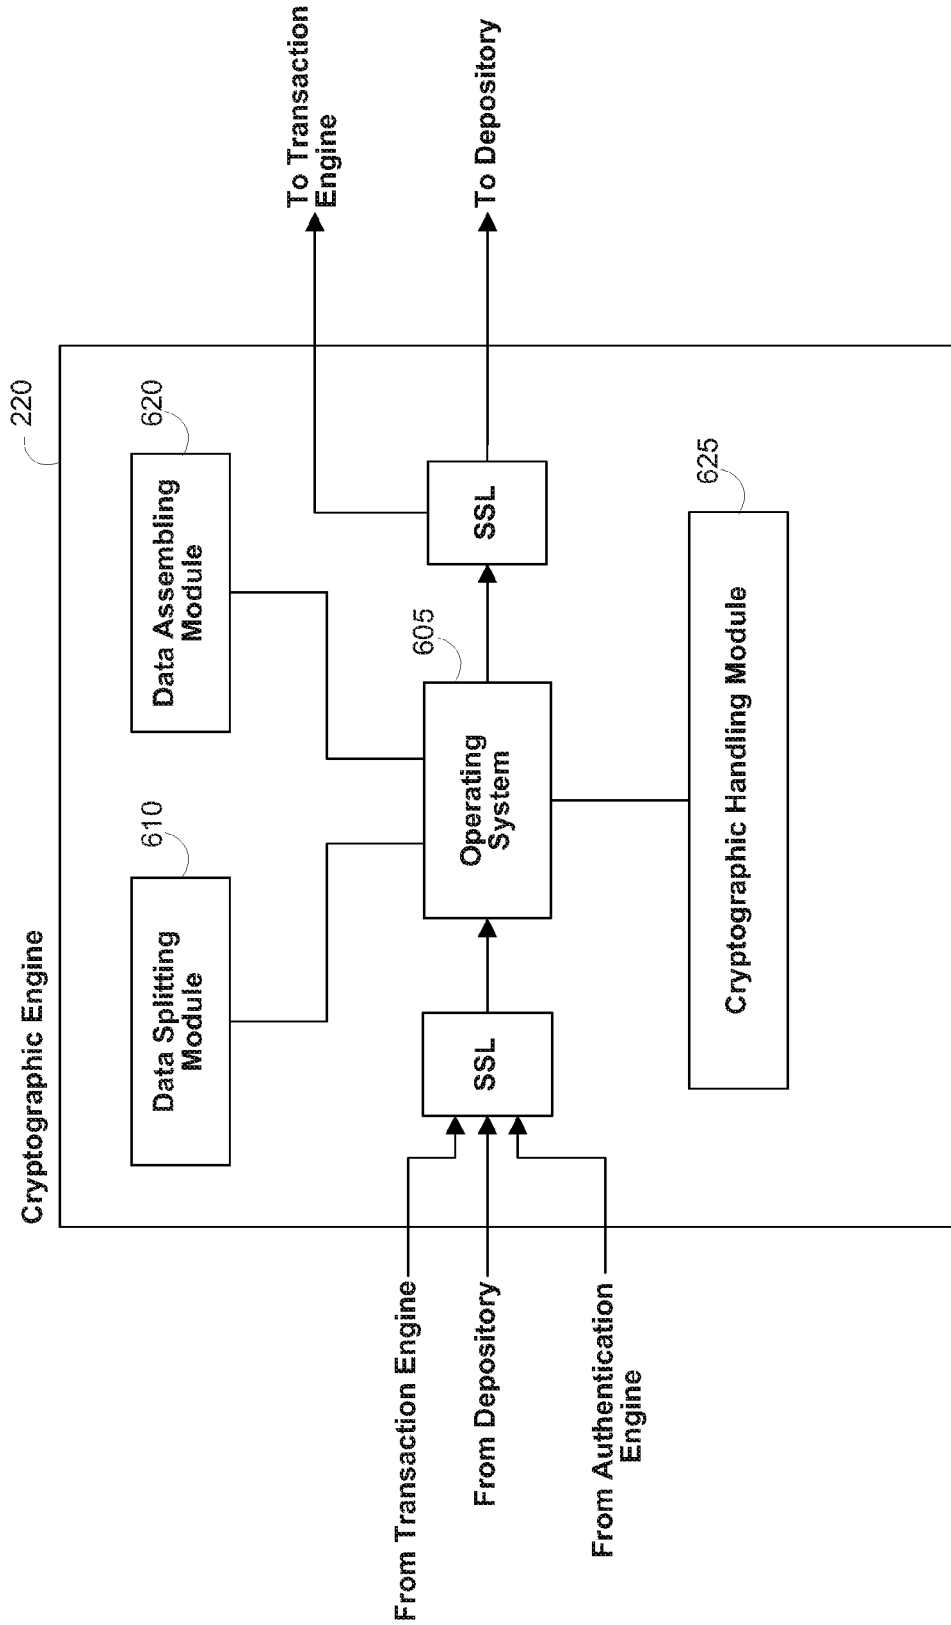 Cryptographic Engine
220
Data Splitting
Module
610
Data Assembling
Module
620
To Transaction
Engine
From Transaction Engine
From Depository
From Authentication
Engine
SSL
Operating
System
605
SSL
To Depository
Cryptographic Handling Module
625